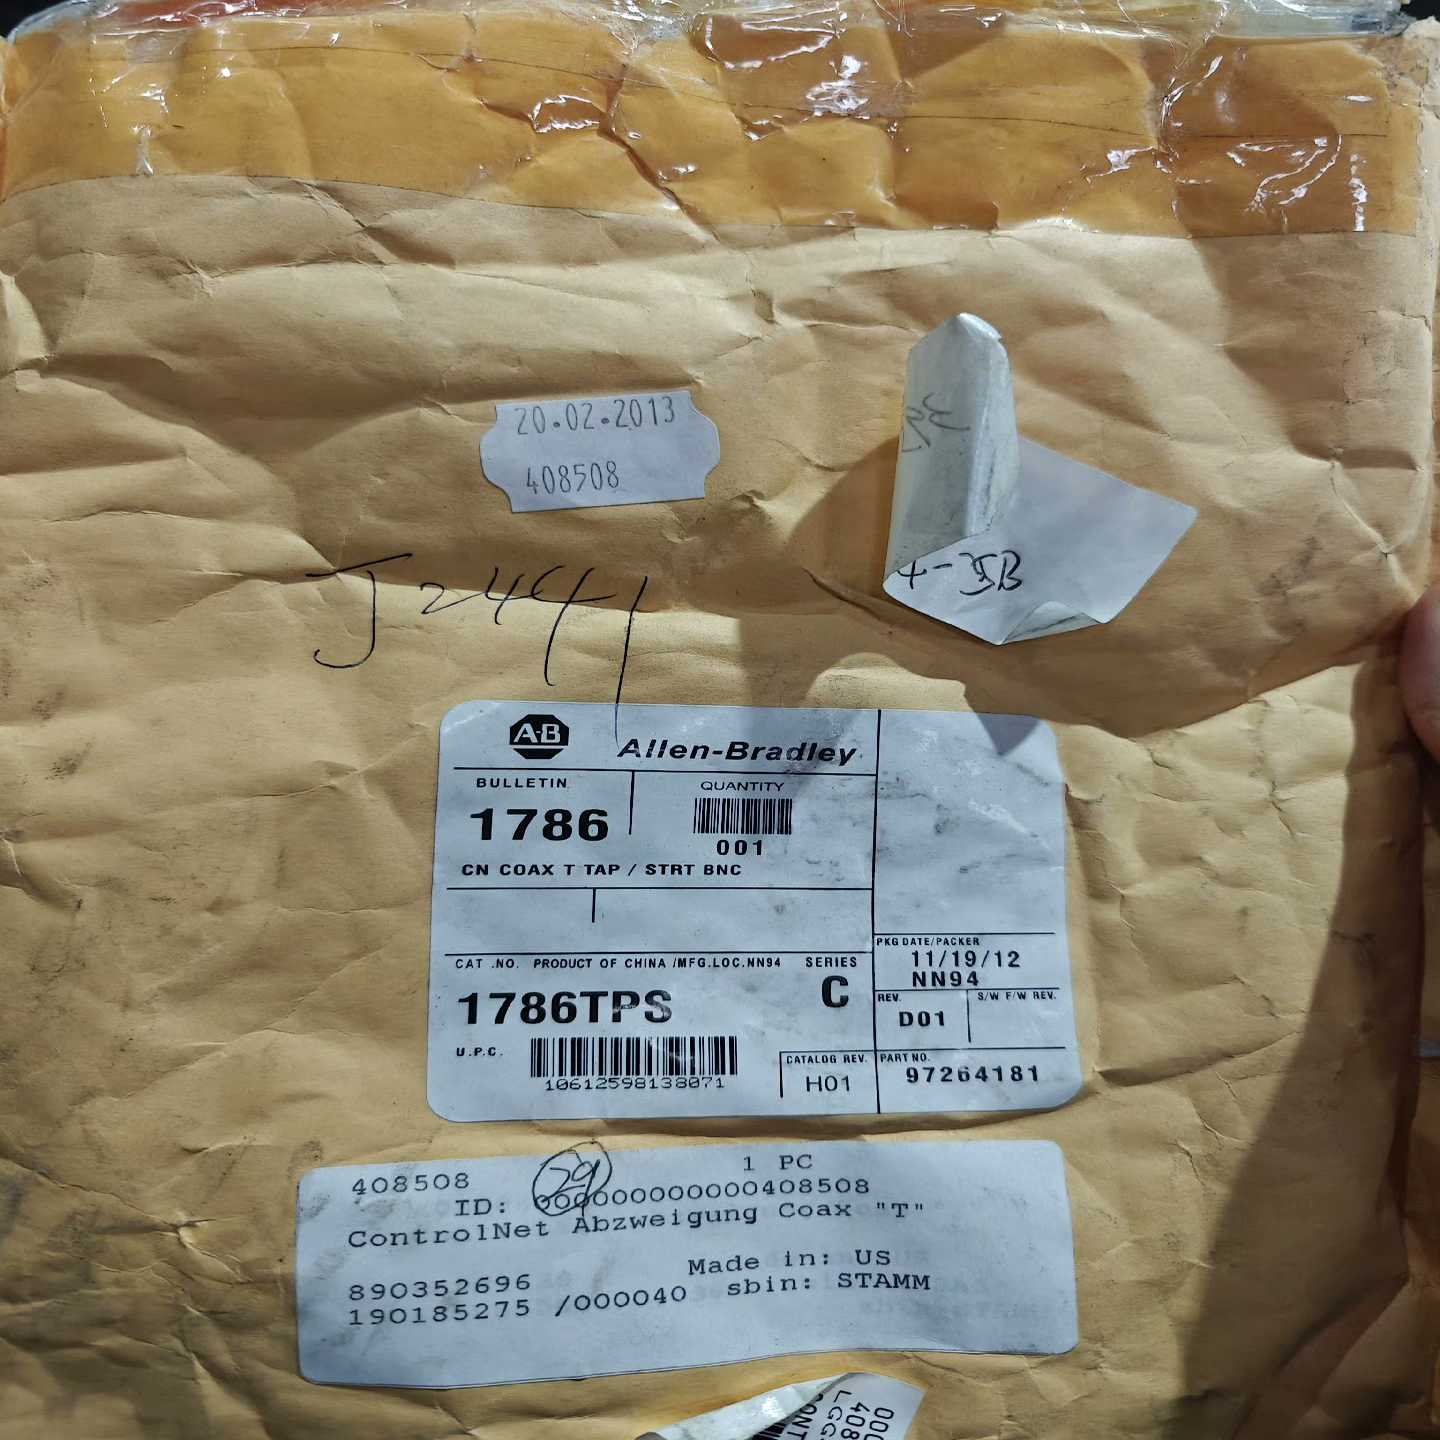 20.02.2013
408508
J2441
4-35B
A-B Allen-Bradley
BULLETIN QUANTITY
1786
001
CN COAX T TAP / STRT BNC
PKG DATE/PACKER
11/19/12
NN94
CAT .NO. PRODUCT OF CHINA /MFG.LOC.NN94 SERIES
1786TPS C
REV. S/W F/W REV.
D01
U.P.C.
10612598138071
CATALOG REV. PART NO.
H01 97264181
408508 29 1 PC
ID: 000000000000408508
ControlNet Abzweigung Coax "T"
Made in: US
890352696
190185275 /000040 sbin: STAMM